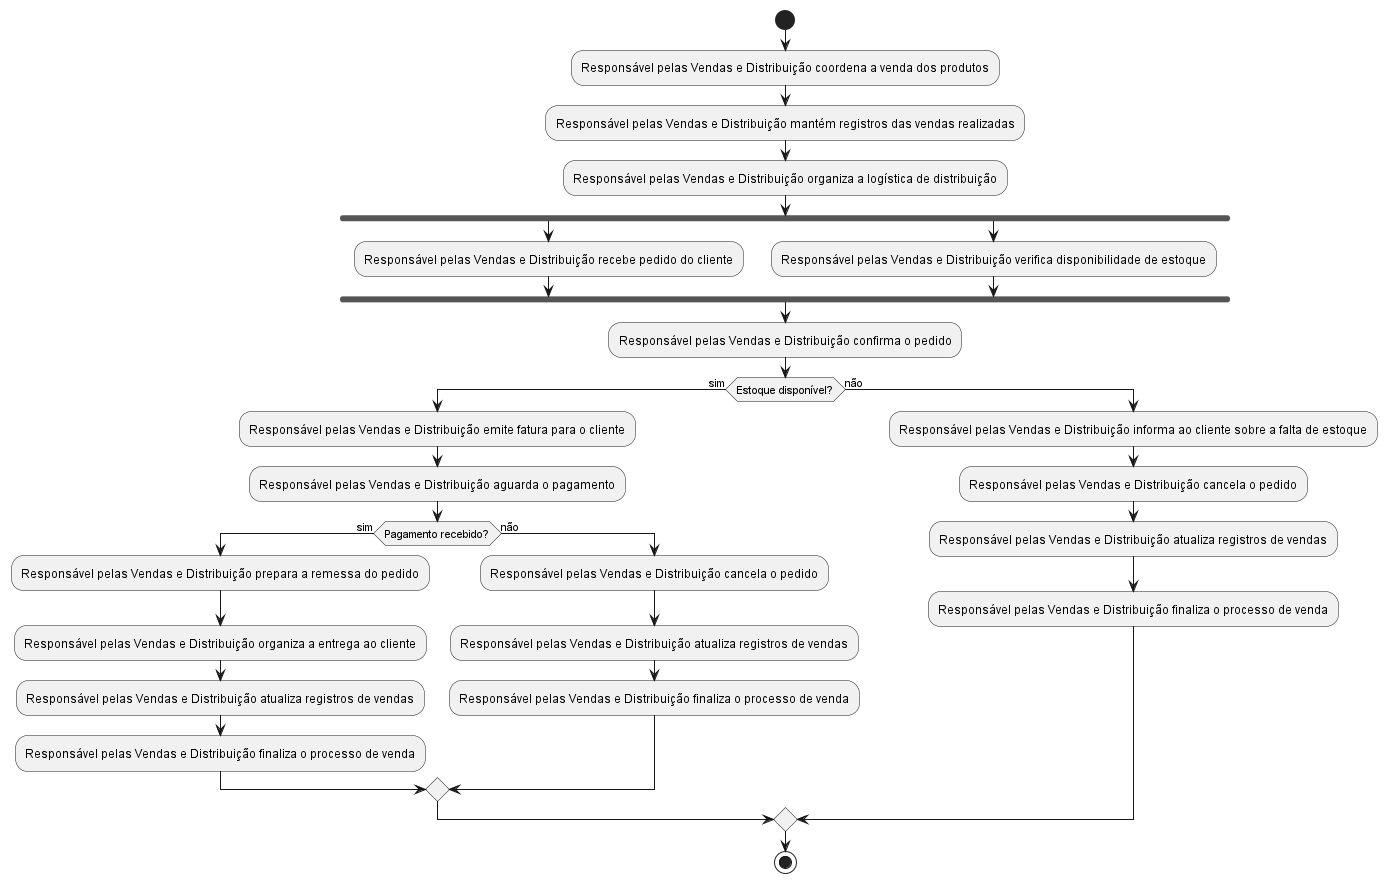 Responsável pelas Vendas e Distribuição coordena a venda dos produtos
Responsável pelas Vendas e Distribuição mantém registros das vendas realizadas
Responsável pelas Vendas e Distribuição organiza a logística de distribuição
Responsável pelas Vendas e Distribuição recebe pedido do cliente
Responsável pelas Vendas e Distribuição verifica disponibilidade de estoque
Responsável pelas Vendas e Distribuição confirma o pedido
sim
Estoque disponível?
não
Responsável pelas Vendas e Distribuição emite fatura para o cliente
Responsável pelas Vendas e Distribuição aguarda o pagamento
sim
Pagamento recebido?
não
Responsável pelas Vendas e Distribuição prepara a remessa do pedido
Responsável pelas Vendas e Distribuição organiza a entrega ao cliente
Responsável pelas Vendas e Distribuição atualiza registros de vendas
Responsável pelas Vendas e Distribuição finaliza o processo de venda
Responsável pelas Vendas e Distribuição cancela o pedido
Responsável pelas Vendas e Distribuição atualiza registros de vendas
Responsável pelas Vendas e Distribuição finaliza o processo de venda
Responsável pelas Vendas e Distribuição informa ao cliente sobre a falta de estoque
Responsável pelas Vendas e Distribuição cancela o pedido
Responsável pelas Vendas e Distribuição atualiza registros de vendas
Responsável pelas Vendas e Distribuição finaliza o processo de venda